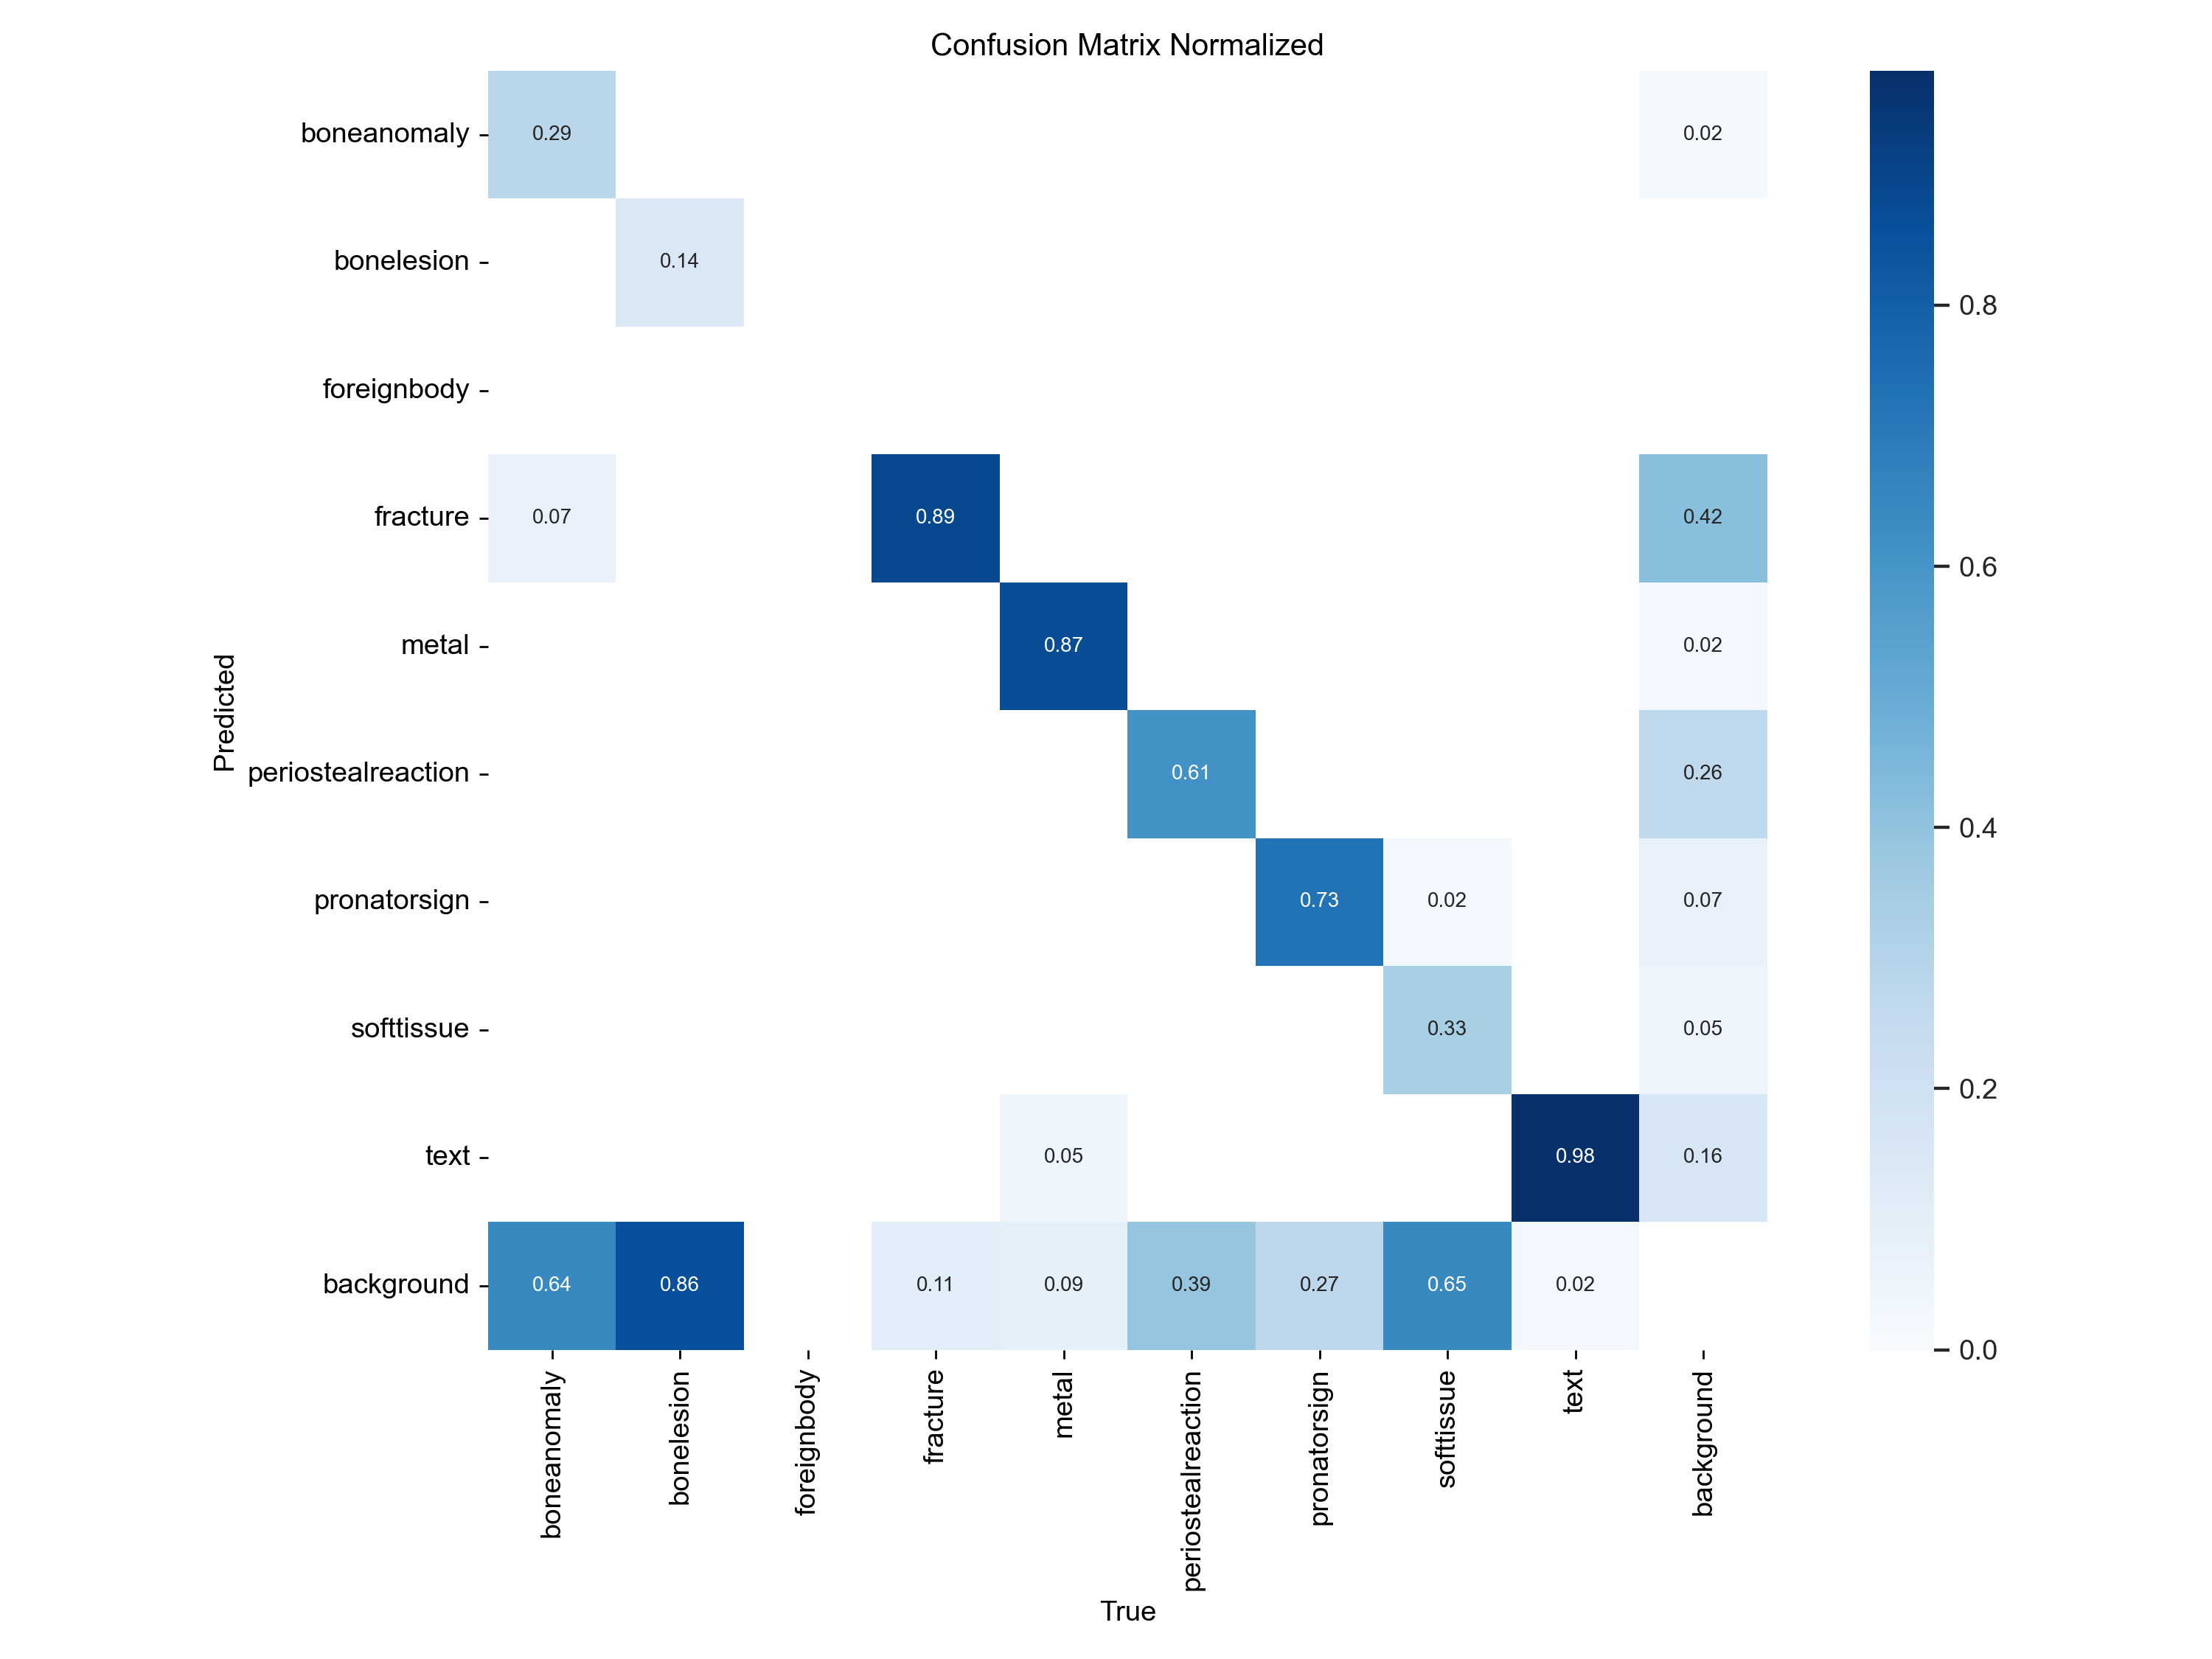 Confusion Matrix Normalized
boneanomaly 0.29 0.02
bonelesion 0.14
foreignbody
fracture 0.07 0.89 0.42
metal 0.87 0.02
periostealreaction 0.61 0.26
pronatorsign 0.73 0.02 0.07
softtissue 0.33 0.05
text 0.05 0.98 0.16
background 0.64 0.86 0.11 0.09 0.39 0.27 0.65 0.02
Predicted
boneanomaly
bonelesion
foreignbody
fracture
metal
periostealreaction
pronatorsign
softtissue
text
background
True
0.8
0.6
0.4
0.2
0.0